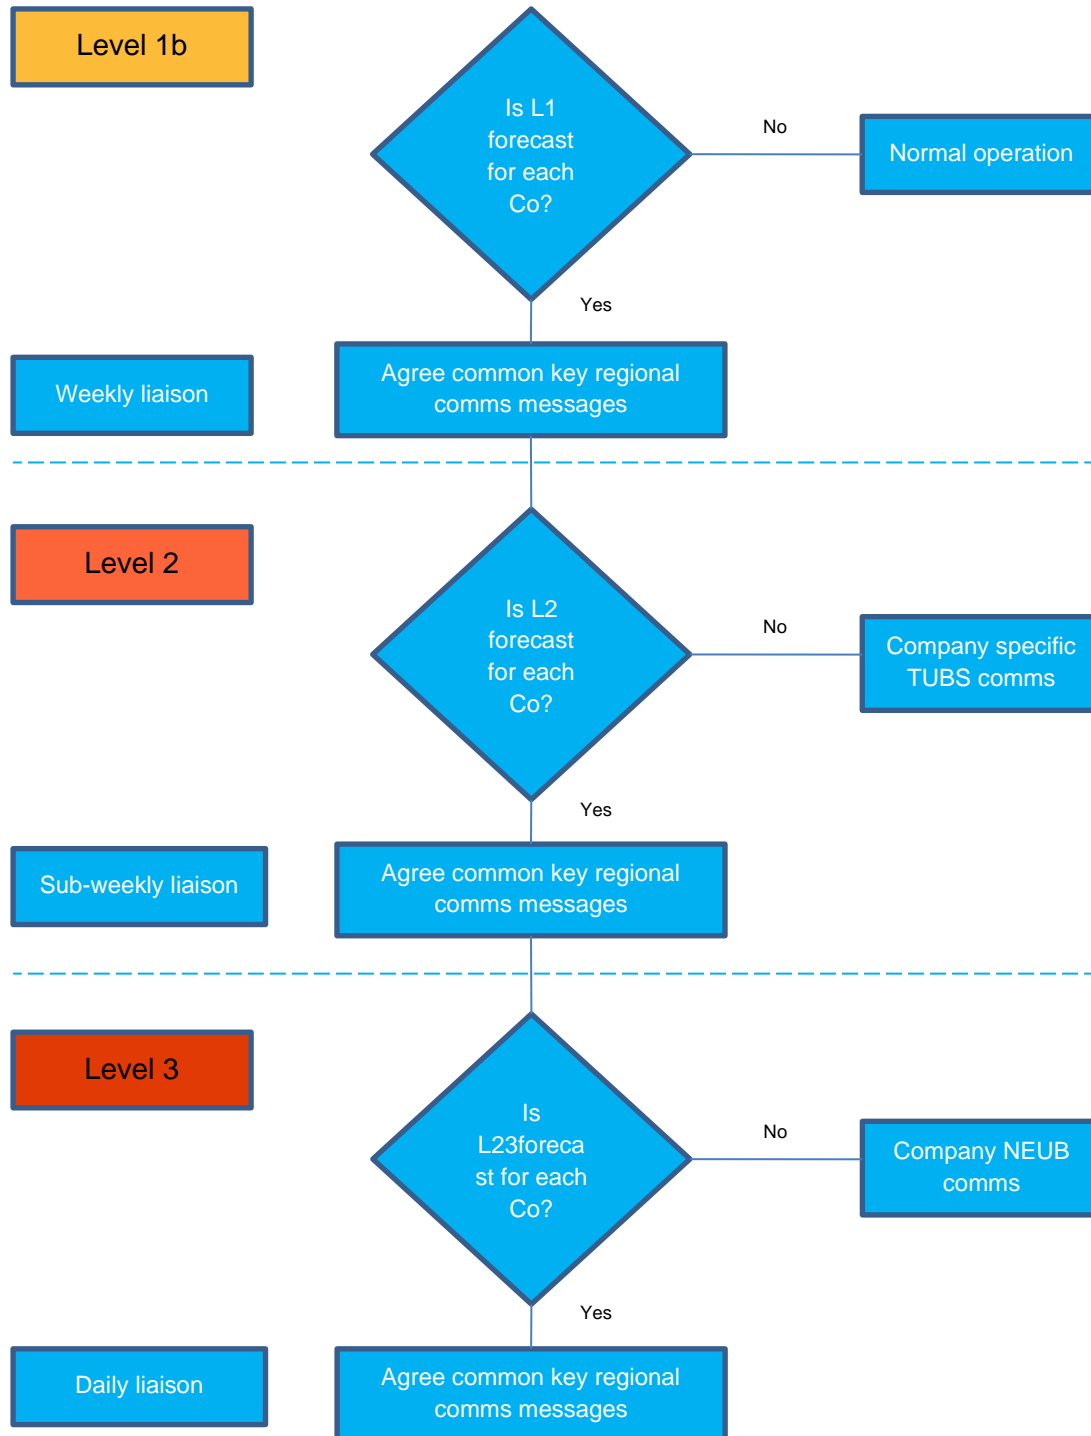 Level 1b
Is L1
forecast
for each
Co?
No
Normal operation
Yes
Weekly liaison
Agree common key regional
comms messages
Level 2
Is L2
forecast
for each
Co?
No
Company specific
TUBS comms
Yes
Sub-weekly liaison
Agree common key regional
comms messages
Level 3
Is
L23foreca
st for each
Co?
No
Company NEUB
comms
Yes
Daily liaison
Agree common key regional
comms messages